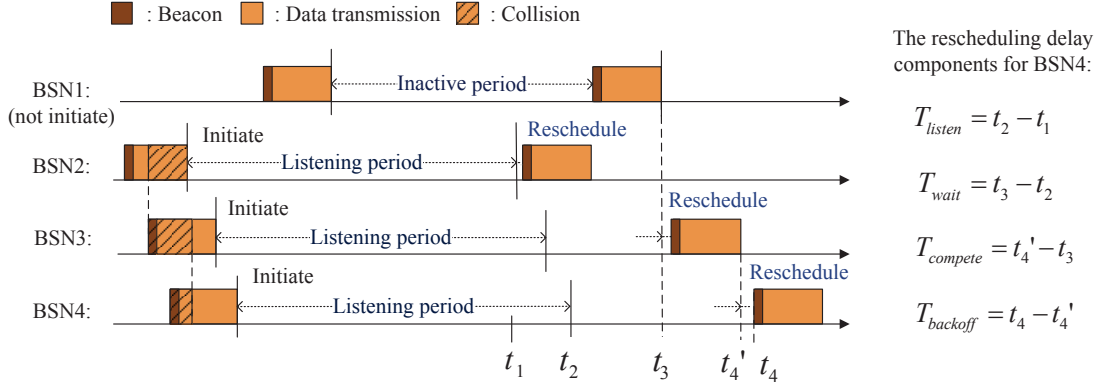 : Beacon : Data transmission : Collision
The rescheduling delay
components for BSN4:
BSN1:
(not initiate)
Inactive period
T_listen = t_2 − t_1
Initiate
Reschedule
BSN2:
Listening period
T_wait = t_3 − t_2
Initiate
Reschedule
BSN3:
Listening period
T_compete = t_4' − t_3
Initiate
Reschedule
BSN4:
Listening period
T_backoff = t_4 − t_4'
t_1 t_2 t_3 t_4' t_4